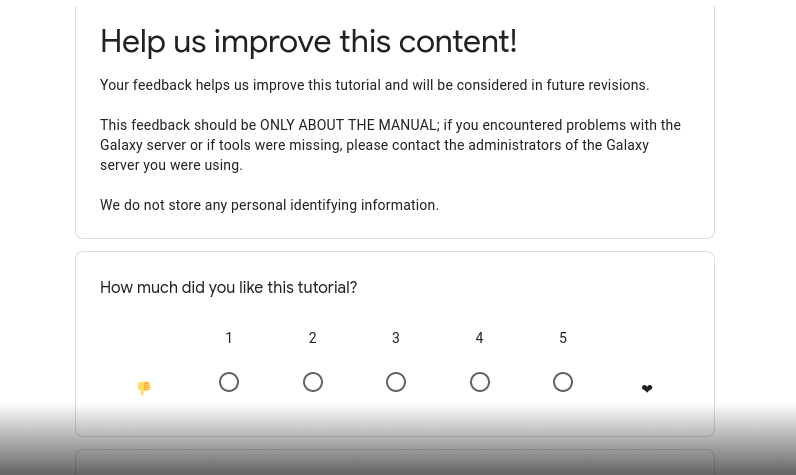 Help us improve this content!
Your feedback helps us improve this tutorial and will be considered in future revisions.
This feedback should be ONLY ABOUT THE MANUAL; if you encountered problems with the
Galaxy server or if tools were missing, please contact the administrators of the Galaxy
server you were using.
We do not store any personal identifying information.
How much did you like this tutorial?
1 2 3 4 5